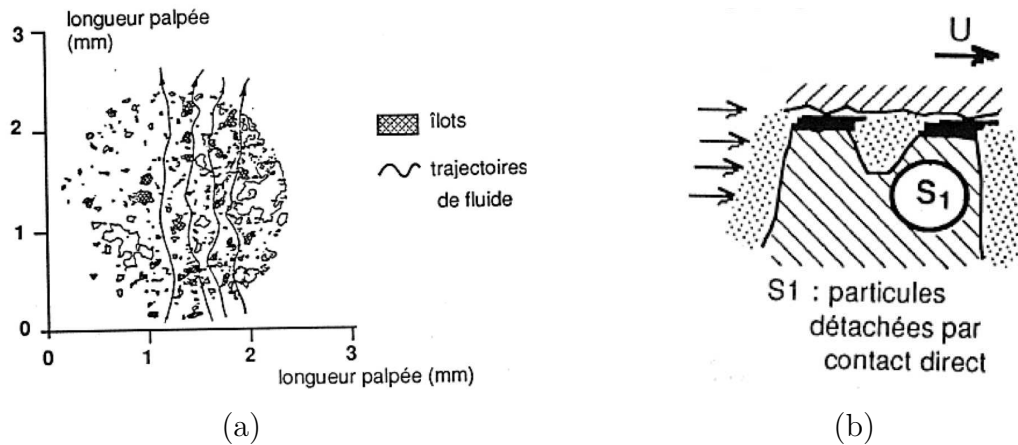 longueur palpée
(mm)
3
2
1
0
0 1 2 3
longueur palpée (mm)
îlots
trajectoires
de fluide
(a)
U
S1
S1 : particules
détachées par
contact direct
(b)